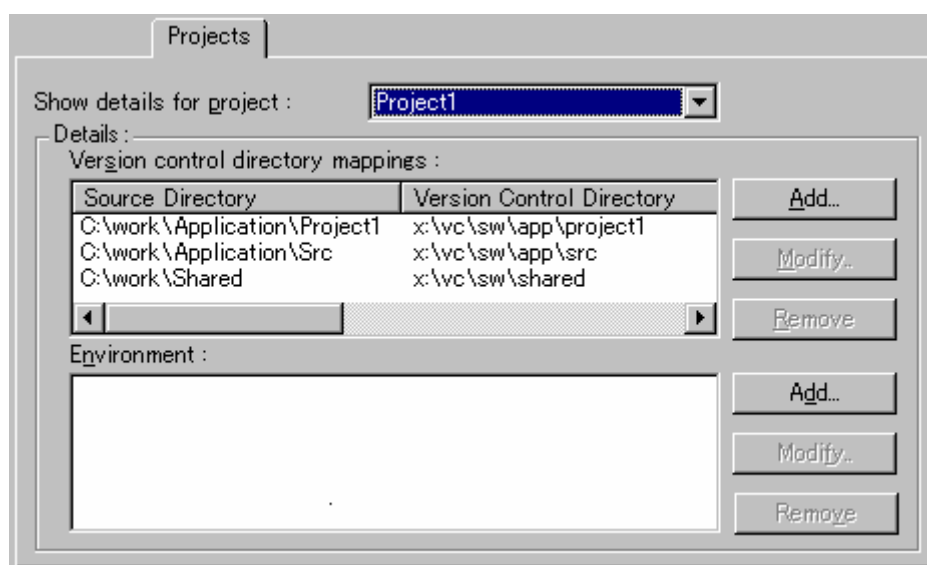 Projects
Show details for project : Project1
Details :
Version control directory mappings :
Source Directory Version Control Directory Add...
C:\work\Application\Project1 x:\vc\sw\app\project1
C:\work\Application\Src x:\vc\sw\app\src Modify..
C:\work\Shared x:\vc\sw\shared
Remove
Environment :
Add...
Modify..
Remove